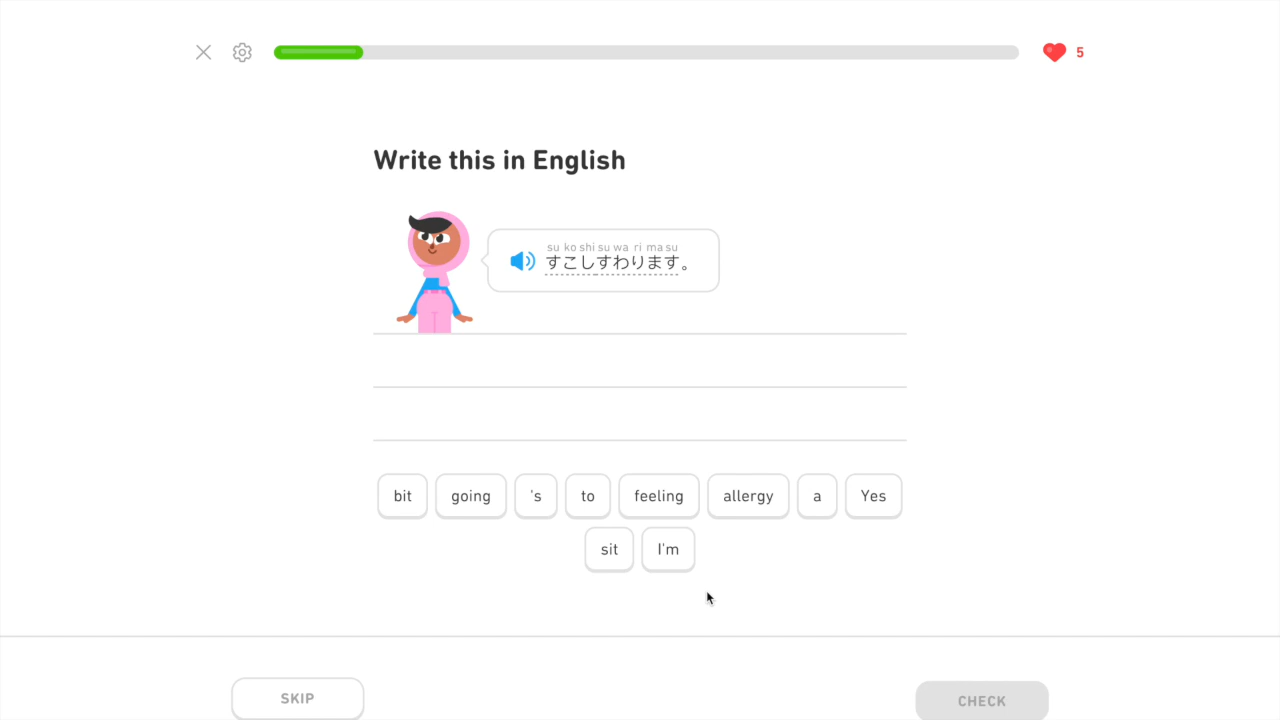 5
Write this in English
su ko shi su wa ri ma su
すこしすわります。
bit going 's to feeling allergy a Yes
sit I'm
SKIP CHECK